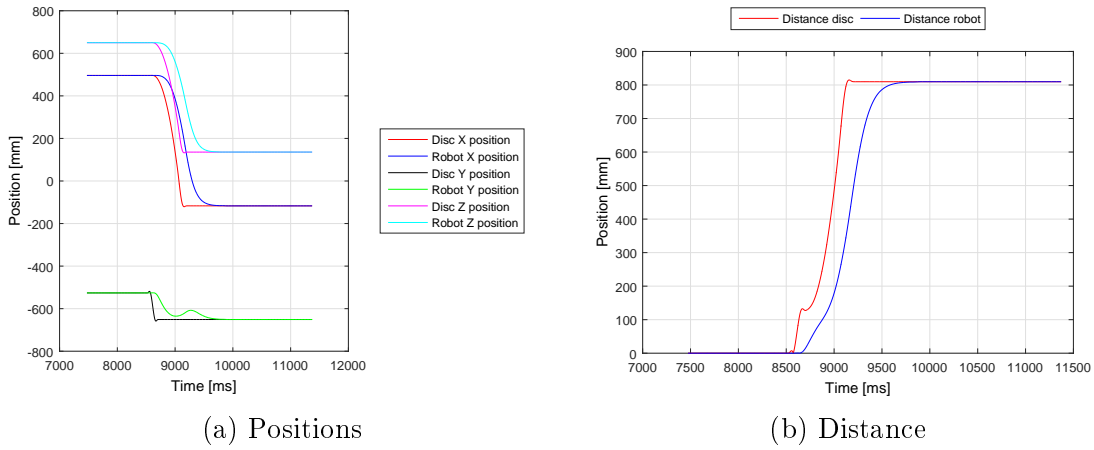 800
600
400
200
0
-200
-400
-600
-800
7000 8000 9000 10000 11000 12000
Position [mm]
Time [ms]
Disc X position
Robot X position
Disc Y position
Robot Y position
Disc Z position
Robot Z position
(a) Positions
Distance disc Distance robot
900
800
700
600
500
400
300
200
100
0
7000 7500 8000 8500 9000 9500 10000 10500 11000 11500
Position [mm]
Time [ms]
(b) Distance